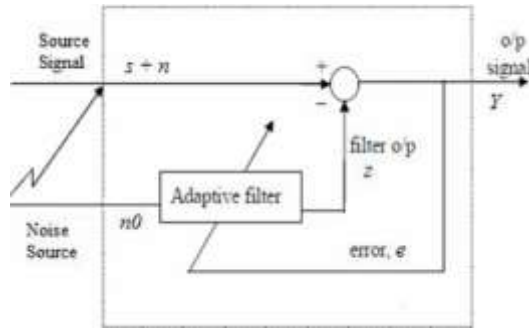 Source
Signal
s + n
+
−
o/p
signal
Y
filter o/p
z
Adaptive filter
n0
Noise
Source
error, e